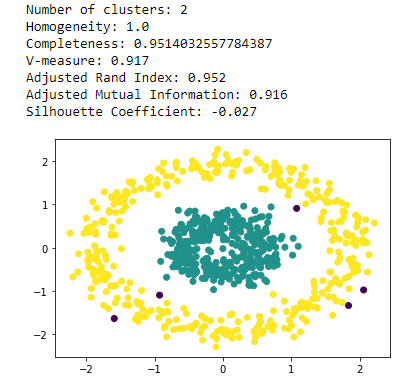 Number of clusters: 2
Homogeneity: 1.0
Completeness: 0.9514032557784387
V-measure: 0.917
Adjusted Rand Index: 0.952
Adjusted Mutual Information: 0.916
Silhouette Coefficient: -0.027
2
1
0
−1
−2
−2 −1 0 1 2